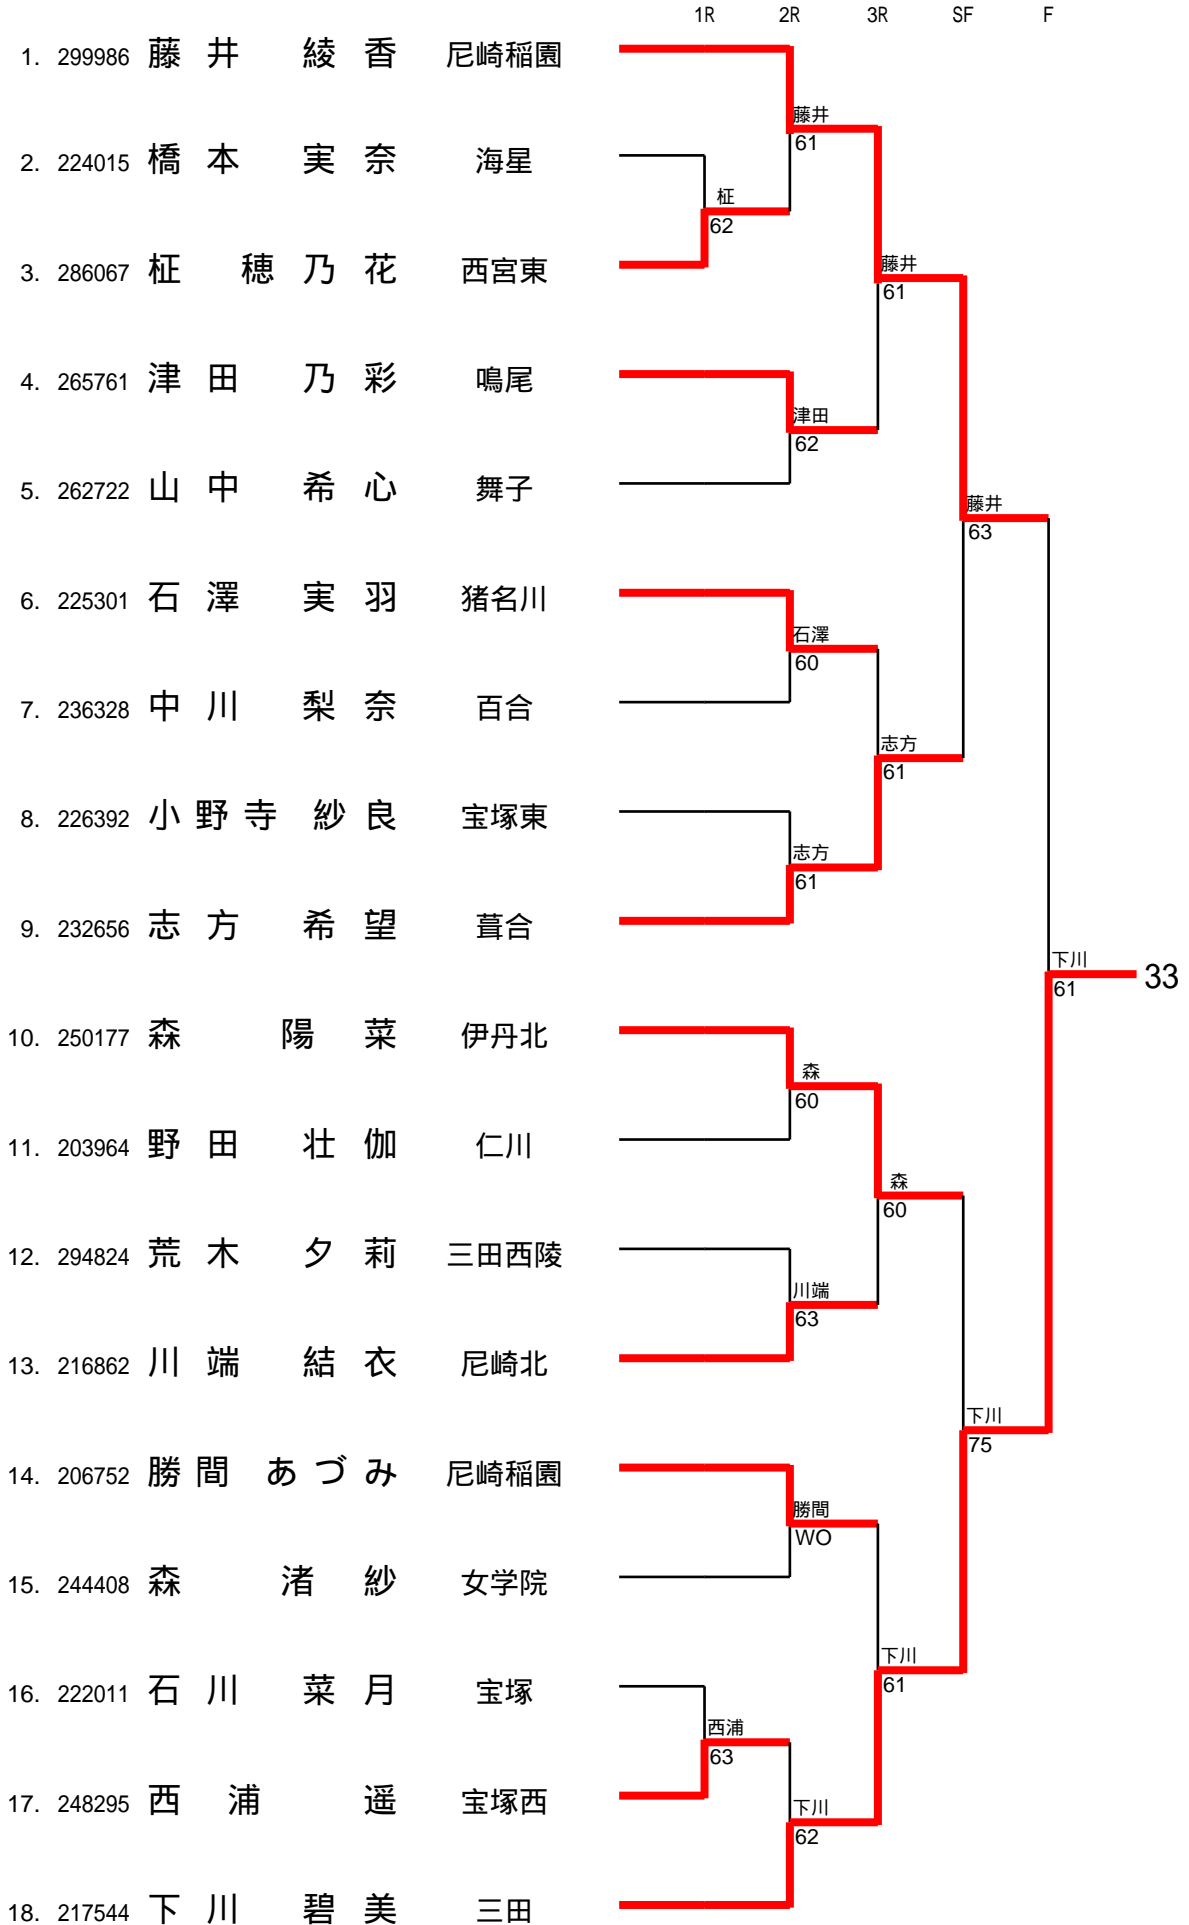 1R 2R 3R SF F
1. 299986 藤井 綾香 尼崎稲園
藤井
61
2. 224015 橋本 実奈 海星
柾
62
3. 286067 柾 穂乃花 西宮東
藤井
61
4. 265761 津田 乃彩 鳴尾
津田
62
5. 262722 山中 希心 舞子
藤井
63
6. 225301 石澤 実羽 猪名川
石澤
60
7. 236328 中川 梨奈 百合
志方
61
8. 226392 小野寺 紗良 宝塚東
志方
61
9. 232656 志方 希望 葺合
下川
61
33
10. 250177 森 陽菜 伊丹北
森
60
11. 203964 野田 壮伽 仁川
森
60
12. 294824 荒木 夕莉 三田西陵
川端
63
13. 216862 川端 結衣 尼崎北
下川
75
14. 206752 勝間 あづみ 尼崎稲園
勝間
WO
15. 244408 森 渚紗 女学院
下川
61
16. 222011 石川 菜月 宝塚
西浦
63
17. 248295 西浦 遥 宝塚西
下川
62
18. 217544 下川 碧美 三田